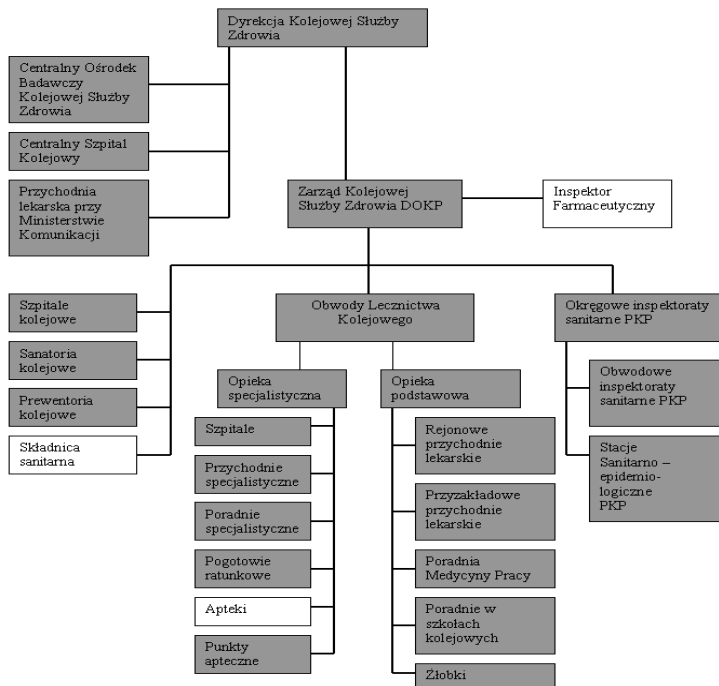 Dyrekcja Kolejowej Służby
Zdrowia
Centralny Ośrodek
Badawczy
Kolejowej Służby
Zdrowia
Centralny Szpital
Kolejowy
Przychodnia
lekarska przy
Ministerstwie
Komunikacji
Zarząd Kolejowej
Służby Zdrowia DOKP
Inspektor
Farmaceutyczny
Szpitale
kolejowe
Sanatoria
kolejowe
Prewentoria
kolejowe
Składnica
sanitarna
Obwody Lecznictwa
Kolejowego
Opieka
specjalistyczna
Szpitale
Przychodnie
specjalistyczne
Poradnie
specjalistyczne
Pogotowie
ratunkowe
Apteki
Punkty
apteczne
Opieka
podstawowa
Rejonowe
przychodnie
lekarskie
Przyzakładowe
przychodnie
lekarskie
Poradnia
Medycyny Pracy
Poradnie w
szkołach
kolejowych
Żłobki
Okręgowe inspektoraty
sanitarne PKP
Obwodowe
inspektoraty
sanitarne PKP
Stacje
Sanitarno –
epidemio-
logiczne
PKP